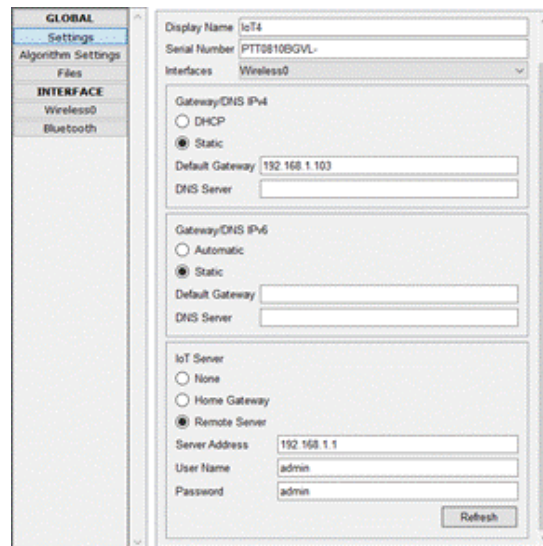 GLOBAL
Settings
Algorithm Settings
Files
INTERFACE
Wireless0
Bluetooth
Display Name IoT4
Serial Number PTT0810BGVL-
Interfaces Wireless0
Gateway/DNS IPv4
DHCP
Static
Default Gateway 192.168.1.103
DNS Server
Gateway/DNS IPv6
Automatic
Static
Default Gateway
DNS Server
IoT Server
None
Home Gateway
Remote Server
Server Address 192.168.1.1
User Name admin
Password admin
Refresh